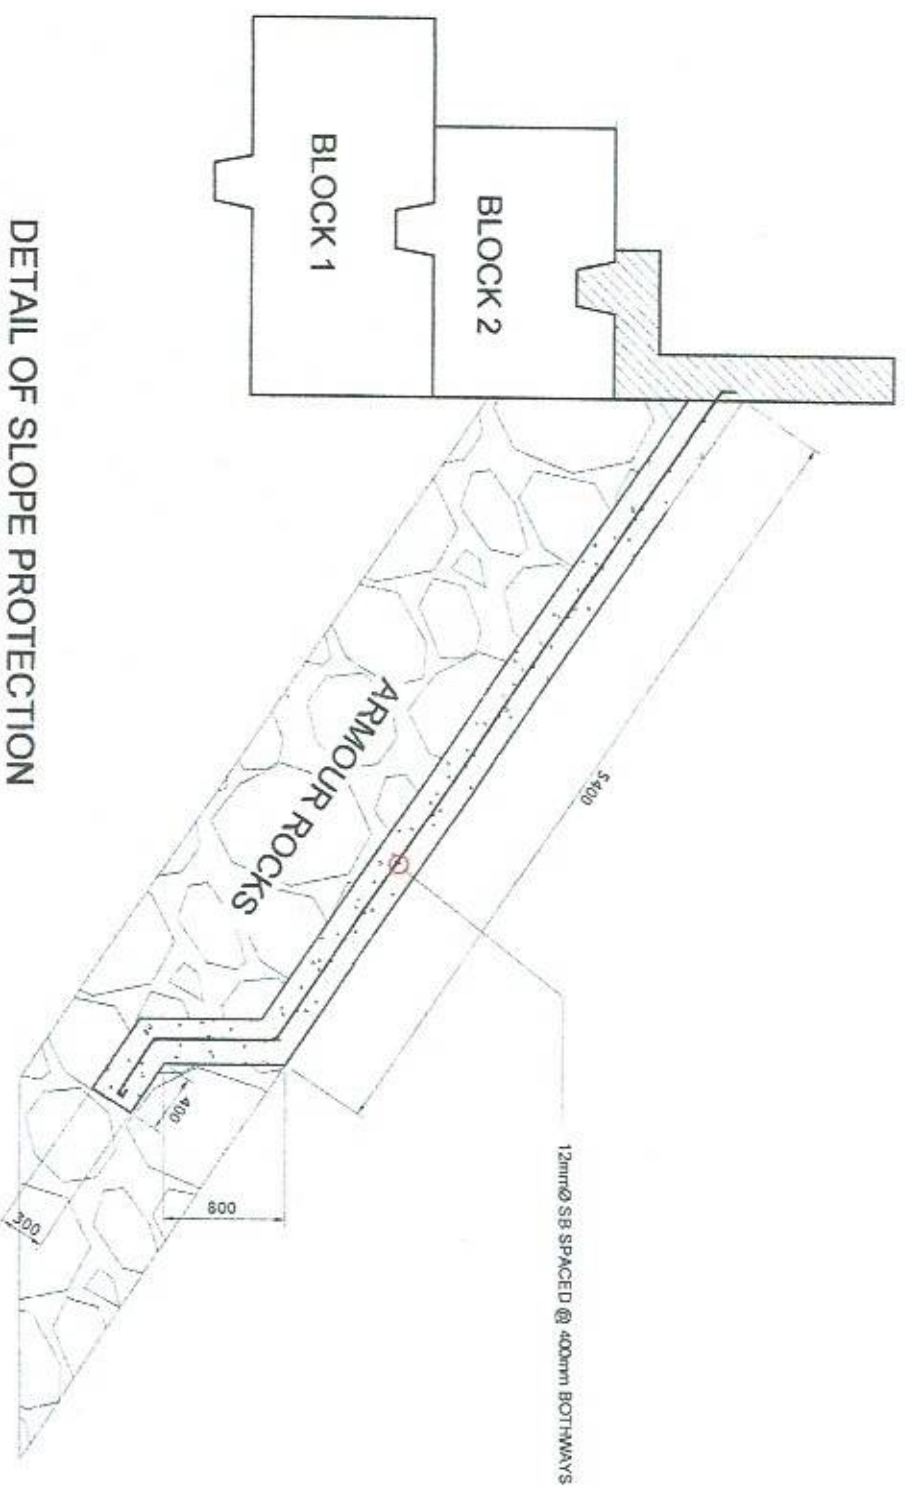 BLOCK 2
BLOCK 1
5400
12mmØ SB SPACED @ 400mm BOTHWAYS
ARMOUR ROCKS
400
800
300
DETAIL OF SLOPE PROTECTION